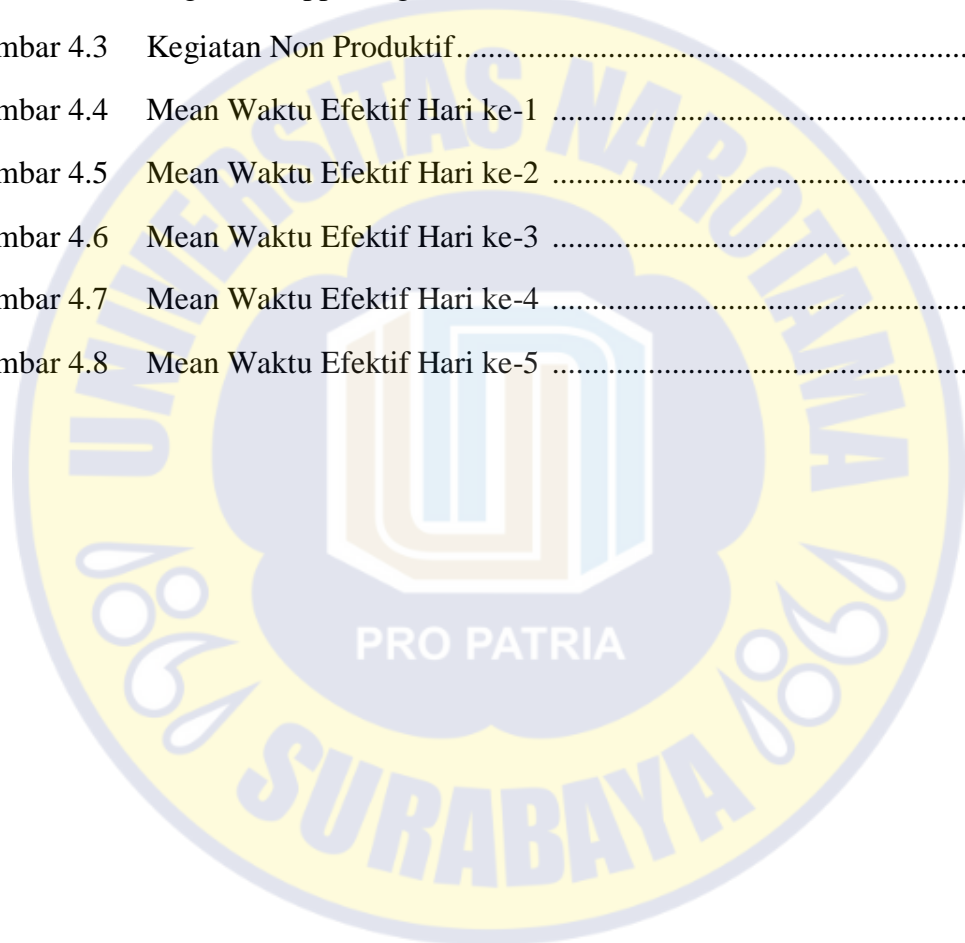 mbar 4.3 Kegiatan Non Produktif
mbar 4.4 Mean Waktu Efektif Hari ke-1
mbar 4.5 Mean Waktu Efektif Hari ke-2
mbar 4.6 Mean Waktu Efektif Hari ke-3
mbar 4.7 Mean Waktu Efektif Hari ke-4
mbar 4.8 Mean Waktu Efektif Hari ke-5
UNIVERSITAS NAROTAMA
PRO PATRIA
SURABAYA